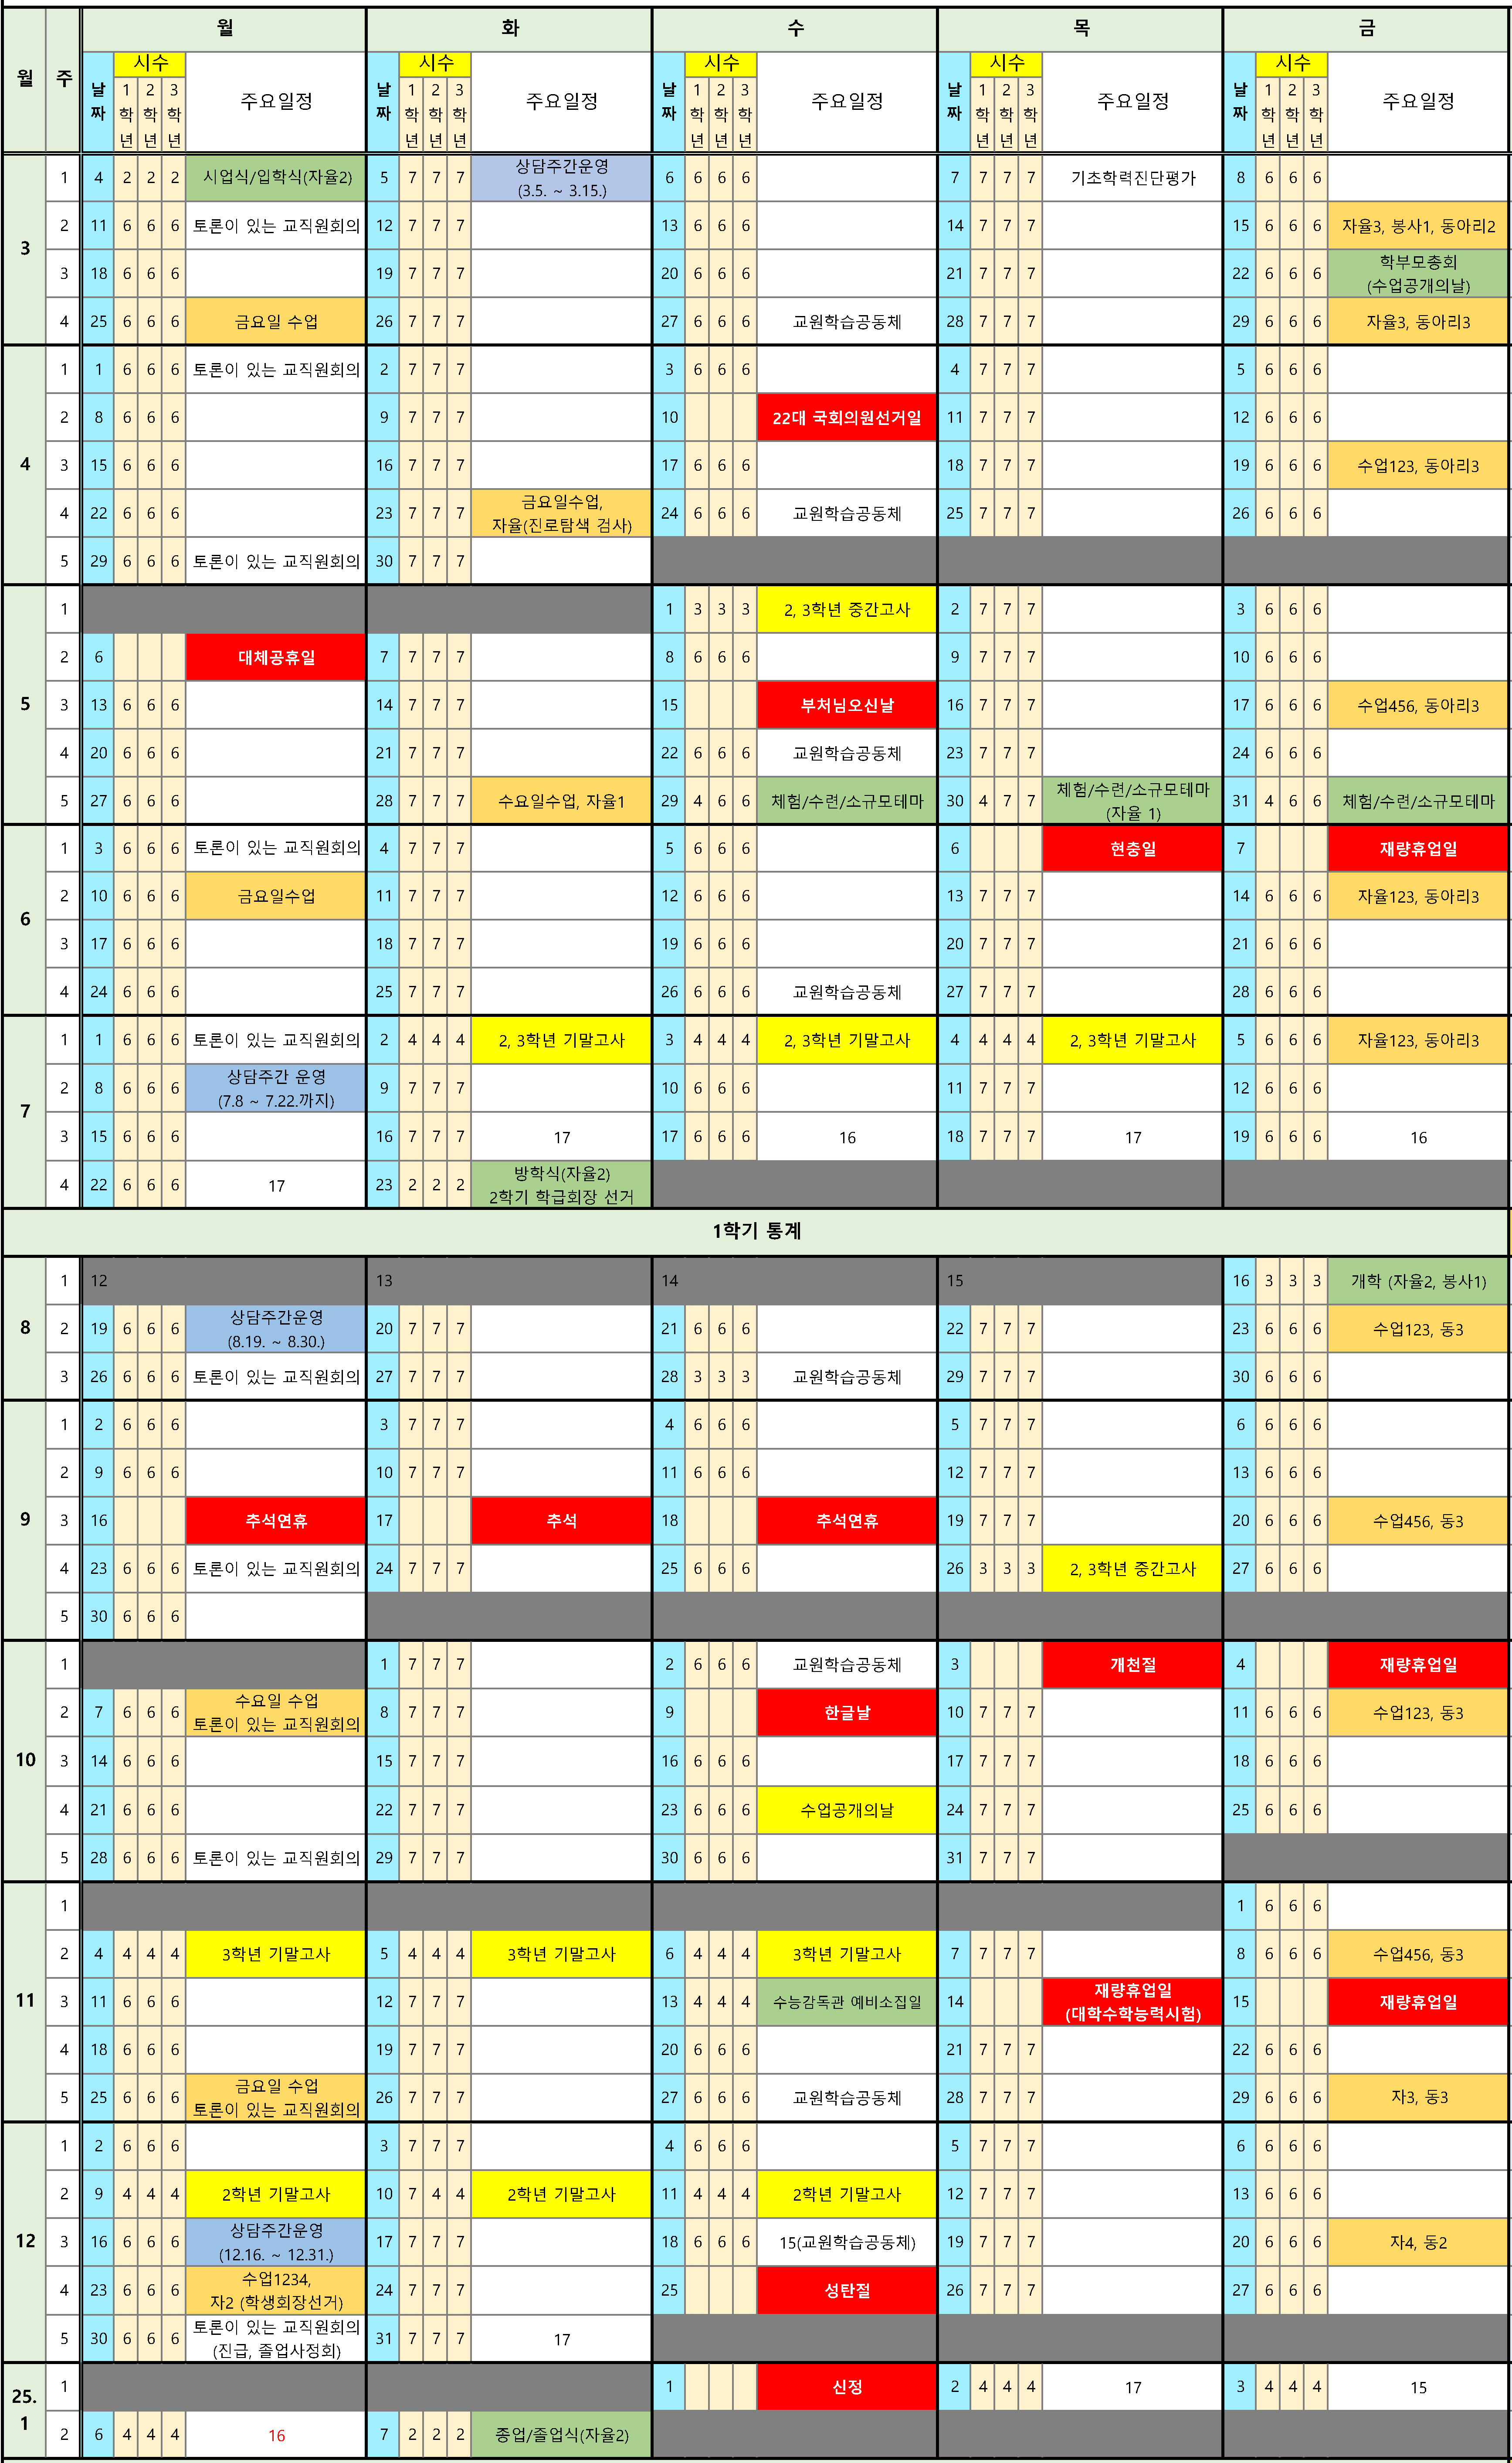 월 주 월 화 수 목 금
날짜 시수 1학년 2학년 3학년 주요일정 날짜 시수 1학년 2학년 3학년 주요일정 날짜 시수 1학년 2학년 3학년 주요일정 날짜 시수 1학년 2학년 3학년 주요일정 날짜 시수 1학년 2학년 3학년 주요일정
3
1 4 2 2 2 시업식/입학식(자율2) 5 7 7 7 상담주간운영 (3.5. ~ 3.15.) 6 6 6 6 7 7 7 7 기초학력진단평가 8 6 6 6
2 11 6 6 6 토론이 있는 교직원회의 12 7 7 7 13 6 6 6 14 7 7 7 15 6 6 6 자율3, 봉사1, 동아리2
3 18 6 6 6 19 7 7 7 20 6 6 6 21 7 7 7 22 6 6 6 학부모총회 (수업공개의날)
4 25 6 6 6 금요일 수업 26 7 7 7 27 6 6 6 교원학습공동체 28 7 7 7 29 6 6 6 자율3, 동아리3
4
1 1 6 6 6 토론이 있는 교직원회의 2 7 7 7 3 6 6 6 4 7 7 7 5 6 6 6
2 8 6 6 6 9 7 7 7 10 22대 국회의원선거일 11 7 7 7 12 6 6 6
3 15 6 6 6 16 7 7 7 17 6 6 6 18 7 7 7 19 6 6 6 수업123, 동아리3
4 22 6 6 6 23 7 7 7 금요일수업, 자율(진로탐색 검사) 24 6 6 6 교원학습공동체 25 7 7 7 26 6 6 6
5 29 6 6 6 토론이 있는 교직원회의 30 7 7 7
5
1 1 3 3 3 2, 3학년 중간고사 2 7 7 7 3 6 6 6
2 6 대체공휴일 7 7 7 7 8 6 6 6 9 7 7 7 10 6 6 6
3 13 6 6 6 14 7 7 7 15 부처님오신날 16 7 7 7 17 6 6 6 수업456, 동아리3
4 20 6 6 6 21 7 7 7 22 6 6 6 교원학습공동체 23 7 7 7 24 6 6 6
5 27 6 6 6 28 7 7 7 수요일수업, 자율1 29 4 6 6 체험/수련/소규모테마 30 4 7 7 체험/수련/소규모테마 (자율 1) 31 4 6 6 체험/수련/소규모테마
6
1 3 6 6 6 토론이 있는 교직원회의 4 7 7 7 5 6 6 6 6 현충일 7 재량휴업일
2 10 6 6 6 금요일수업 11 7 7 7 12 6 6 6 13 7 7 7 14 6 6 6 자율123, 동아리3
3 17 6 6 6 18 7 7 7 19 6 6 6 20 7 7 7 21 6 6 6
4 24 6 6 6 25 7 7 7 26 6 6 6 교원학습공동체 27 7 7 7 28 6 6 6
7
1 1 6 6 6 토론이 있는 교직원회의 2 4 4 4 2, 3학년 기말고사 3 4 4 4 2, 3학년 기말고사 4 4 4 4 2, 3학년 기말고사 5 6 6 6 자율123, 동아리3
2 8 6 6 6 상담주간 운영 (7.8 ~ 7.22.까지) 9 7 7 7 10 6 6 6 11 7 7 7 12 6 6 6
3 15 6 6 6 16 7 7 7 17 17 6 6 6 16 18 7 7 7 17 19 6 6 6 16
4 22 6 6 6 17 23 2 2 2 방학식(자율2) 2학기 학급회장 선거
1학기 통계
8
1 12 13 14 15 16 3 3 3 개학 (자율2, 봉사1)
2 19 6 6 6 상담주간운영 (8.19. ~ 8.30.) 20 7 7 7 21 6 6 6 22 7 7 7 23 6 6 6 수업123, 동3
3 26 6 6 6 토론이 있는 교직원회의 27 7 7 7 28 3 3 3 교원학습공동체 29 7 7 7 30 6 6 6
9
1 2 6 6 6 3 7 7 7 4 6 6 6 5 7 7 7 6 6 6 6
2 9 6 6 6 10 7 7 7 11 6 6 6 12 7 7 7 13 6 6 6
3 16 추석연휴 17 추석 18 추석연휴 19 7 7 7 20 6 6 6 수업456, 동3
4 23 6 6 6 토론이 있는 교직원회의 24 7 7 7 25 6 6 6 26 3 3 3 2, 3학년 중간고사 27 6 6 6
5 30 6 6 6
10
1 1 7 7 7 2 6 6 6 교원학습공동체 3 개천절 4 재량휴업일
2 7 6 6 6 수요일 수업 토론이 있는 교직원회의 8 7 7 7 9 한글날 10 7 7 7 11 6 6 6 수업123, 동3
3 14 6 6 6 15 7 7 7 16 6 6 6 17 7 7 7 18 6 6 6
4 21 6 6 6 22 7 7 7 23 6 6 6 수업공개의날 24 7 7 7 25 6 6 6
5 28 6 6 6 토론이 있는 교직원회의 29 7 7 7 30 6 6 6 31 7 7 7
11
1 1 6 6 6
2 4 4 4 4 3학년 기말고사 5 4 4 4 3학년 기말고사 6 4 4 4 3학년 기말고사 7 7 7 7 8 6 6 6 수업456, 동3
3 11 6 6 6 12 7 7 7 13 4 4 4 수능감독관 예비소집일 14 재량휴업일 (대학수학능력시험) 15 재량휴업일
4 18 6 6 6 19 7 7 7 20 6 6 6 21 7 7 7 22 6 6 6
5 25 6 6 6 금요일 수업 토론이 있는 교직원회의 26 7 7 7 27 6 6 6 교원학습공동체 28 7 7 7 29 6 6 6 자3, 동3
12
1 2 6 6 6 3 7 7 7 4 6 6 6 5 7 7 7 6 6 6 6
2 9 4 4 4 2학년 기말고사 10 7 4 4 2학년 기말고사 11 4 4 4 2학년 기말고사 12 7 7 7 13 6 6 6
3 16 6 6 6 상담주간운영 (12.16. ~ 12.31.) 17 7 7 7 18 6 6 6 15(교원학습공동체) 19 7 7 7 20 6 6 6 자4, 동2
4 23 6 6 6 수업1234, 자2 (학생회장선거) 24 7 7 7 25 성탄절 26 7 7 7 27 6 6 6
5 30 6 6 6 토론이 있는 교직원회의 (진급, 졸업사정회) 31 7 7 7 17
25. 1
1 1 신정 2 4 4 4 17 3 4 4 4 15
2 6 4 4 4 16 7 2 2 2 종업/졸업식(자율2)